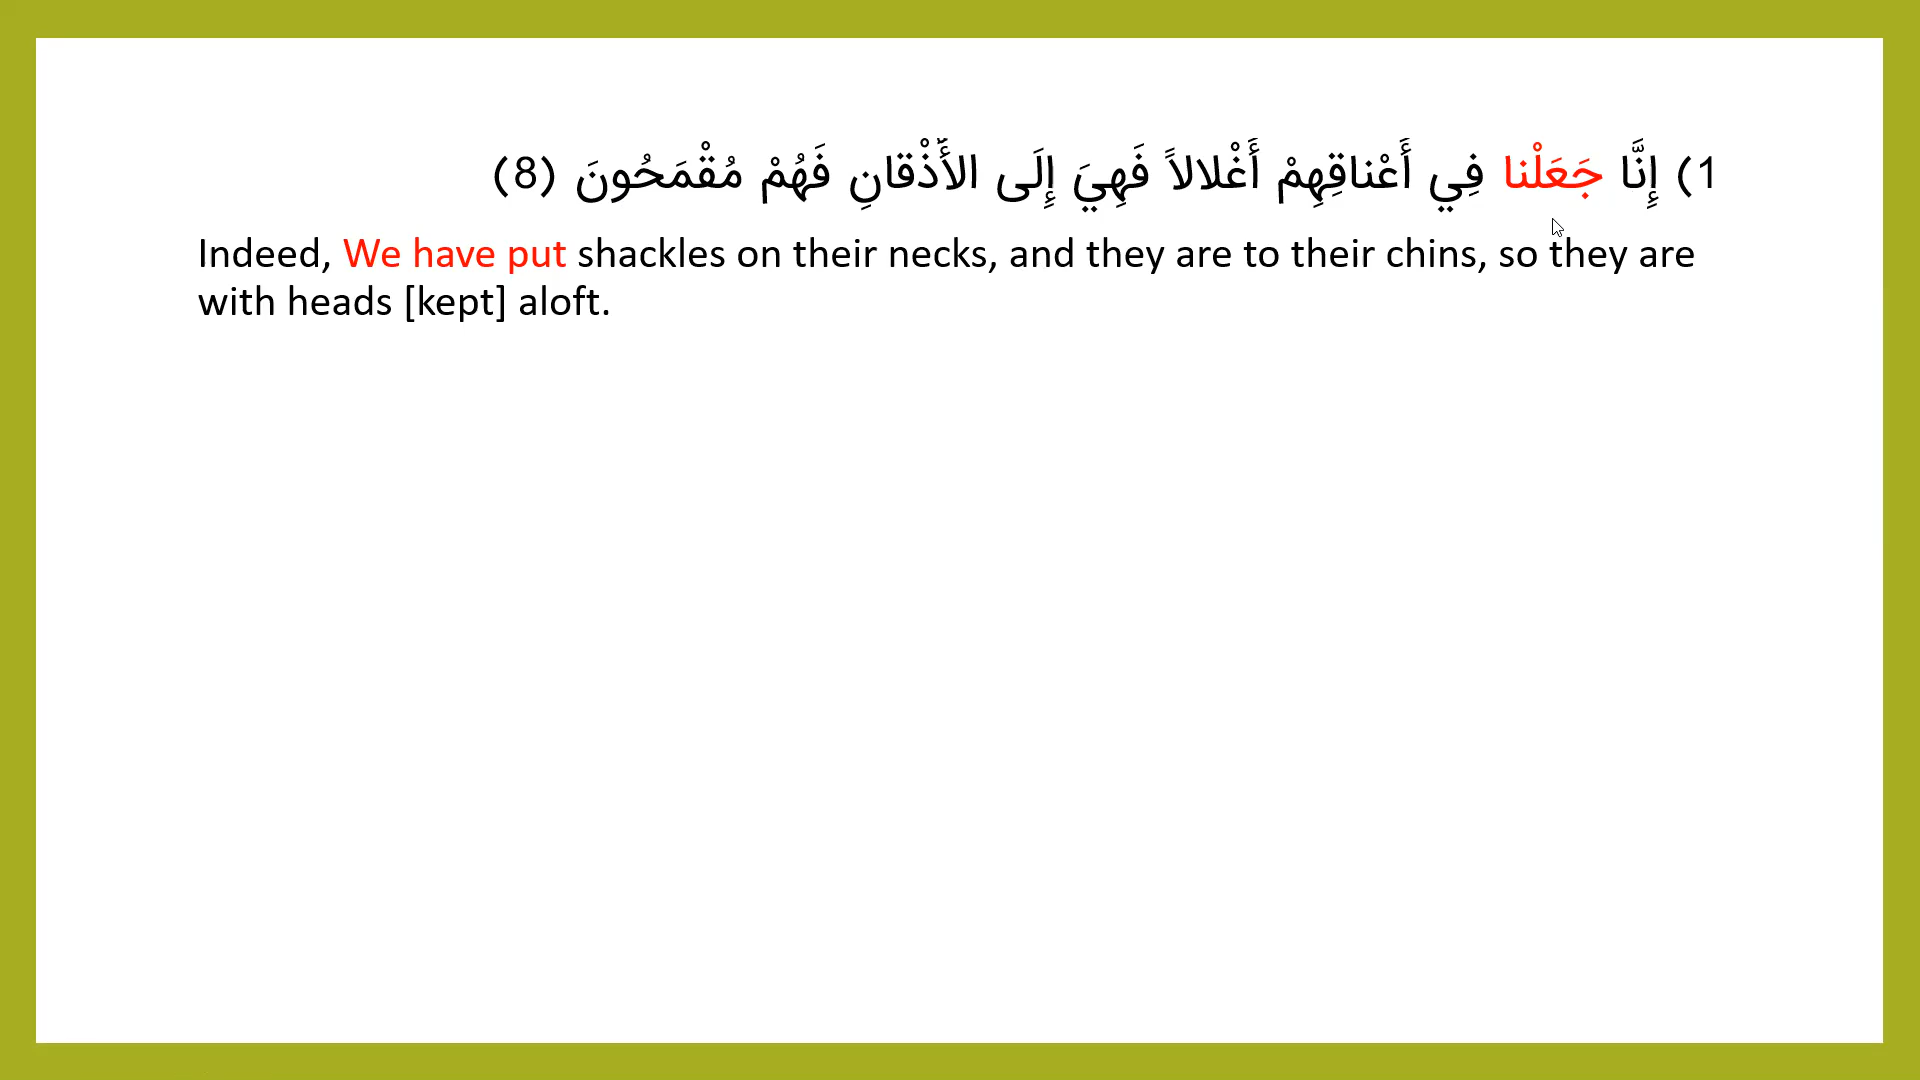 1) إِنَّا جَعَلْنا فِي أَعْناقِهِمْ أَغْلالاً فَهِيَ إِلَى الأَذْقانِ فَهُمْ مُقْمَحُونَ (8)
Indeed, We have put shackles on their necks, and they are to their chins, so they are
with heads [kept] aloft.